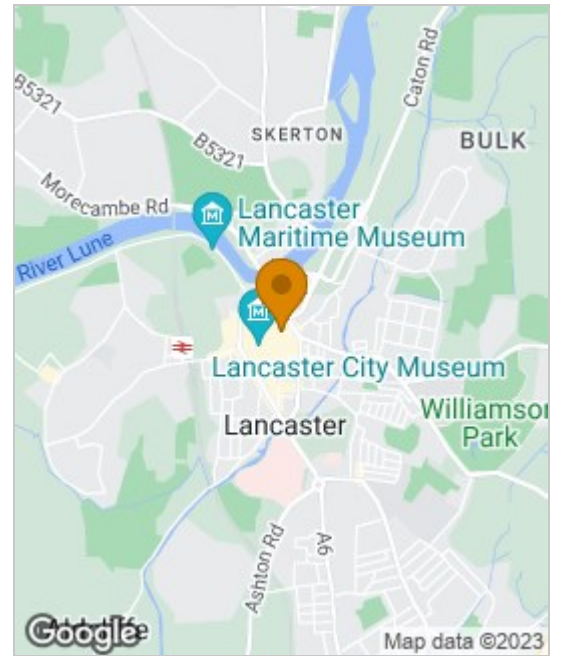 Caton Rd
B5321
SKERTON
BULK
B5321
Morecambe Rd
Lancaster
Maritime Museum
River Lune
Lancaster City Museum
Williamson
Park
Lancaster
Ashton Rd
A6
Google
Map data ©2023